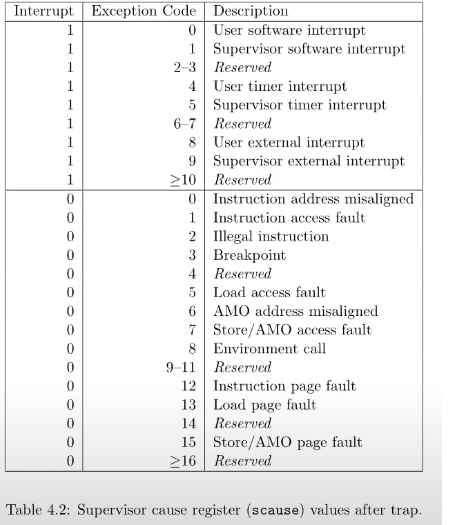 Interrupt Exception Code Description
1 0 User software interrupt
1 1 Supervisor software interrupt
1 2–3 Reserved
1 4 User timer interrupt
1 5 Supervisor timer interrupt
1 6–7 Reserved
1 8 User external interrupt
1 9 Supervisor external interrupt
1 ≥10 Reserved
0 0 Instruction address misaligned
0 1 Instruction access fault
0 2 Illegal instruction
0 3 Breakpoint
0 4 Reserved
0 5 Load access fault
0 6 AMO address misaligned
0 7 Store/AMO access fault
0 8 Environment call
0 9–11 Reserved
0 12 Instruction page fault
0 13 Load page fault
0 14 Reserved
0 15 Store/AMO page fault
0 ≥16 Reserved
Table 4.2: Supervisor cause register (scause) values after trap.